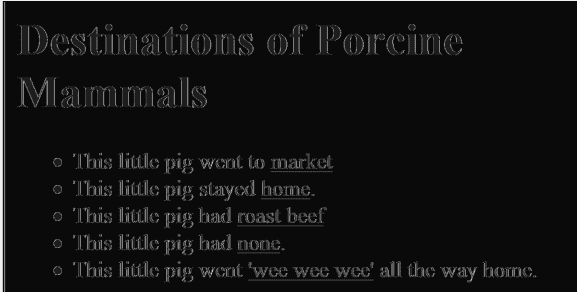 Destinations of Porcine
Mammals
This little pig went to market
This little pig stayed home.
This little pig had roast beef
This little pig had none.
This little pig went 'wee wee wee' all the way home.